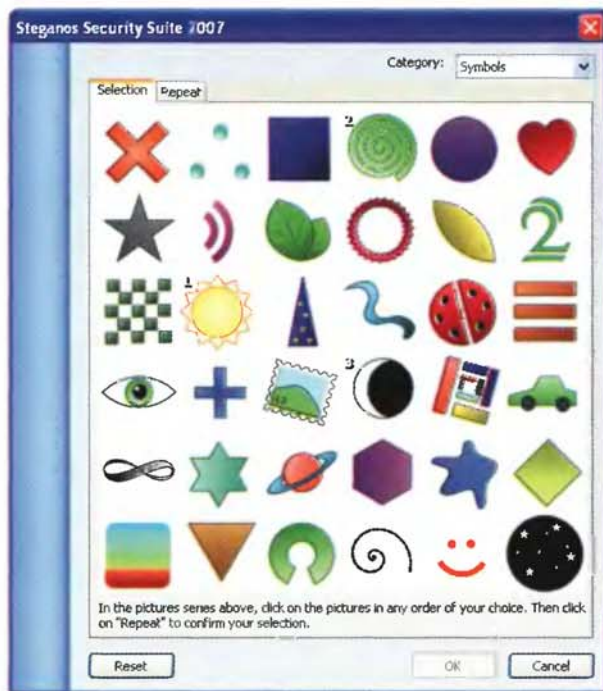 Steganos Security Suite 2007
Category: Symbols
Selection Repeat
2
2
1
3
In the pictures series above, click on the pictures in any order of your choice. Then click
on "Repeat" to confirm your selection.
Reset OK Cancel